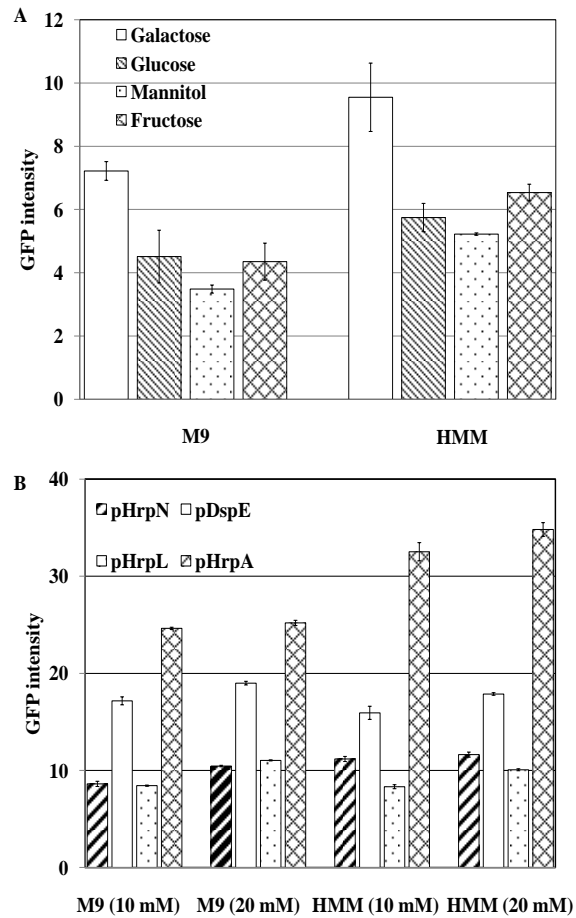 A
12
10
8
6
4
2
0
GFP intensity
Galactose
Glucose
Mannitol
Fructose
M9 HMM
B
40
30
20
10
0
GFP intensity
pHrpN pDspE
pHrpL pHrpA
M9 (10 mM) M9 (20 mM) HMM (10 mM) HMM (20 mM)